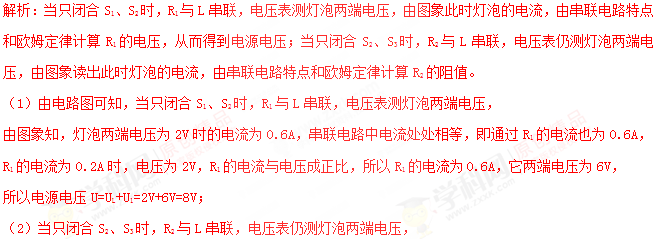 解析：当只闭合 S₁、S₂时，R₁与 L 串联，电压表测灯泡两端电压，由图象此时灯泡的电流，由串联电路特点
和欧姆定律计算 R₁的电压，从而得到电源电压；当只闭合 S₂、S₃时，R₂与 L 串联，电压表仍测灯泡两端电
压，由图象读出此时灯泡的电流，由串联电路特点和欧姆定律计算 R₂的阻值。
（1）由电路图可知，当只闭合 S₁、S₂时，R₁与 L 串联，电压表测灯泡两端电压，
由图象知，灯泡两端电压为 2V 时的电流为 0.6A，串联电路中电流处处相等，即通过 R₁的电流也为 0.6A，
R₁的电流为 0.2A 时，电压为 2V，R₁的电流与电压成正比，所以 R₁的电流为 0.6A，它两端电压为 6V，
所以电源电压 U=U_L+U₁=2V+6V=8V；
（2）当只闭合 S₂、S₃时，R₂与 L 串联，电压表仍测灯泡两端电压，